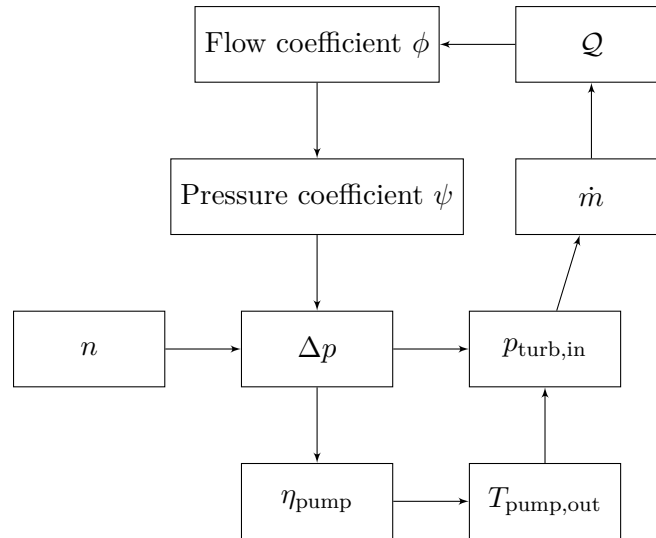 Flow coefficient ϕ
𝒬
Pressure coefficient ψ
ṁ
n
Δp
p_turb,in
η_pump
T_pump,out